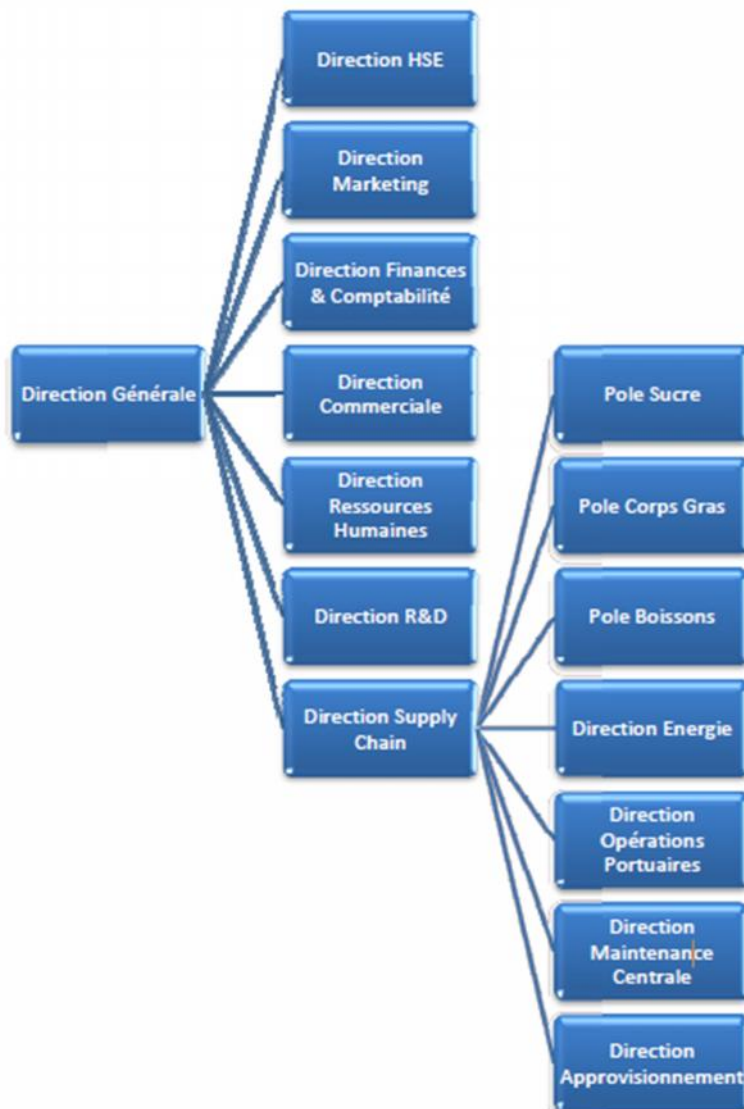 Direction HSE
Direction
Marketing
Direction Finances
& Comptabilité
Direction Générale
Direction
Commerciale
Direction
Ressources
Humaines
Direction R&D
Direction Supply
Chain
Pole Sucre
Pole Corps Gras
Pole Boissons
Direction Energie
Direction
Opérations
Portuaires
Direction
Maintenance
Centrale
Direction
Approvisionnement